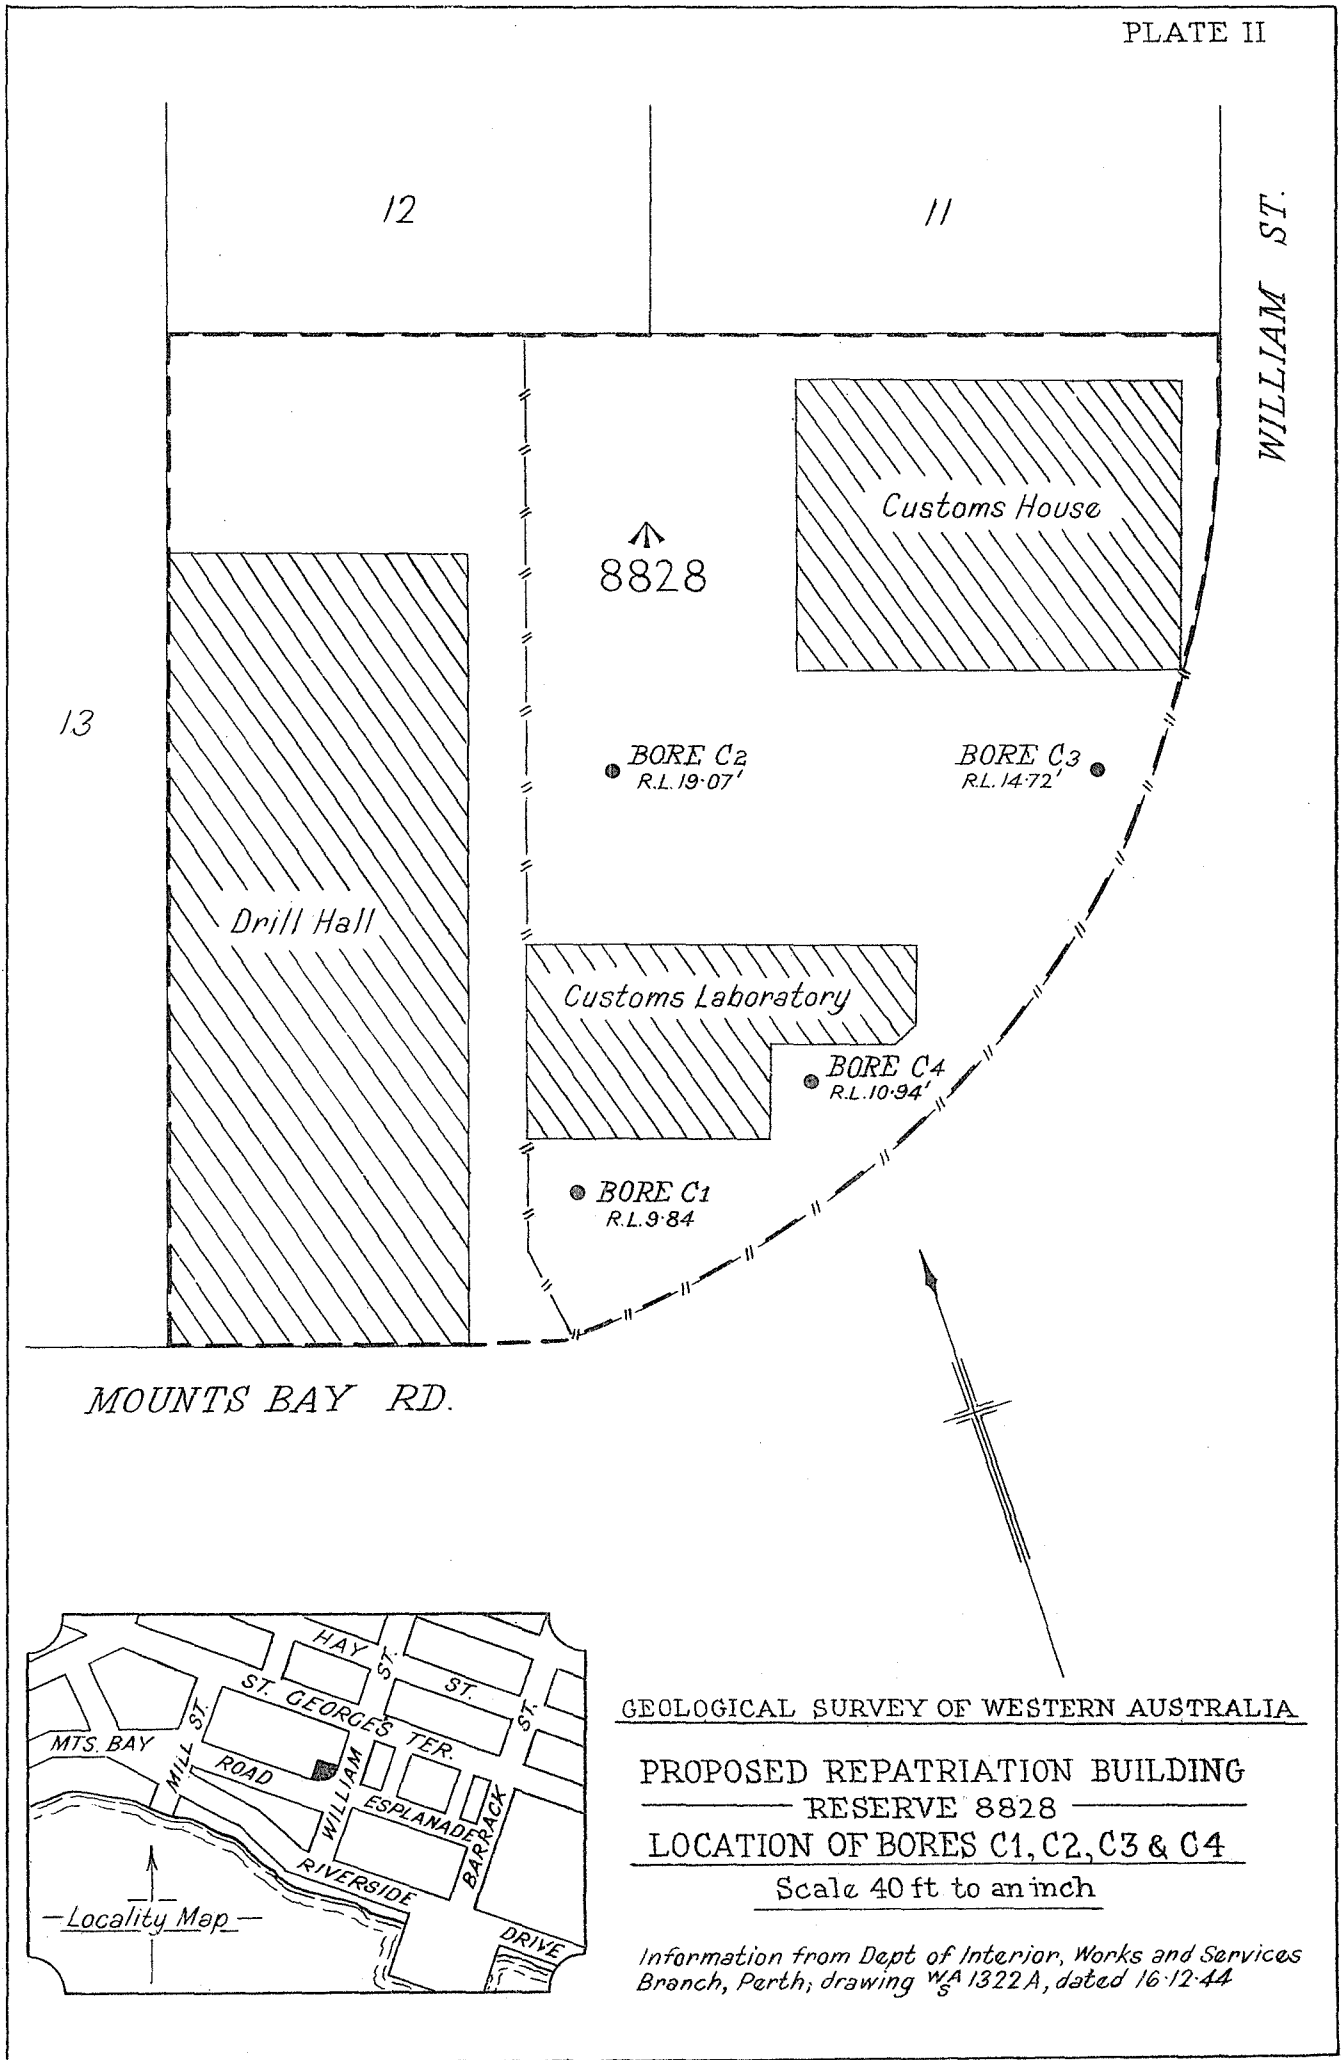 PLATE II
12
11
WILLIAM ST.
Customs House
8828
13
BORE C2
R.L. 19·07'
BORE C3
R.L. 14·72'
Drill Hall
Customs Laboratory
BORE C4
R.L. 10·94'
BORE C1
R.L. 9·84
MOUNTS BAY RD.
HAY ST.
ST.
ST.
ST. GEORGE'S TER.
ST.
MTS. BAY ROAD
MILL
WILLIAM
ESPLANADE
BARRACK
RIVERSIDE DRIVE
Locality Map
GEOLOGICAL SURVEY OF WESTERN AUSTRALIA
PROPOSED REPATRIATION BUILDING
RESERVE 8828
LOCATION OF BORES C1, C2, C3 & C4
Scale 40 ft to an inch
Information from Dept of Interior, Works and Services
Branch, Perth; drawing WA/S 1322A, dated 16·12·44